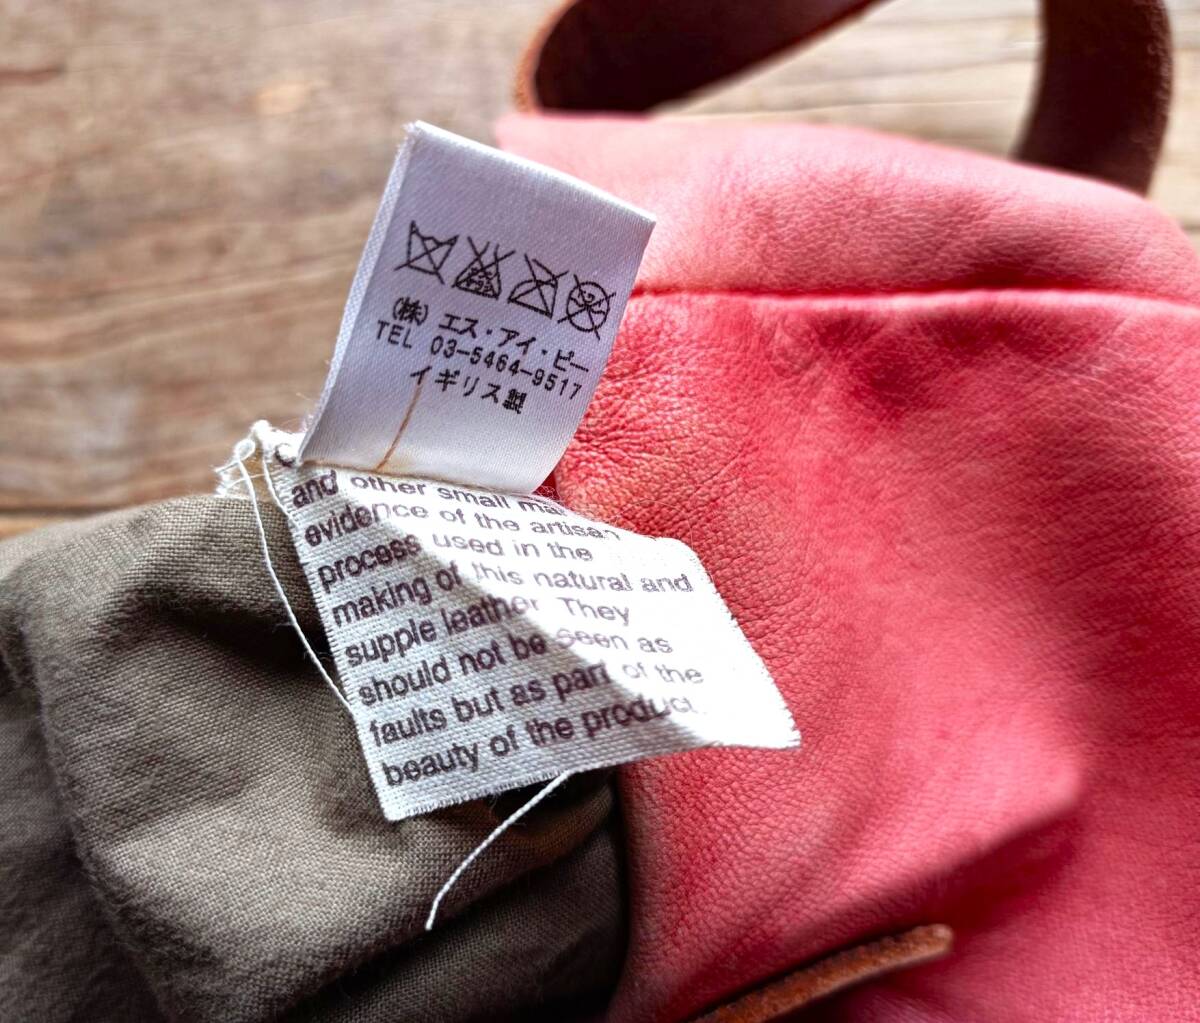 (株) エス・アイ・ピー
TEL 03-5464-9517
イギリス製
and other small
evidence of the artisan
process used in the
making of this natural and
supple leather. They
should not be seen as
faults but as part of the
beauty of the product.